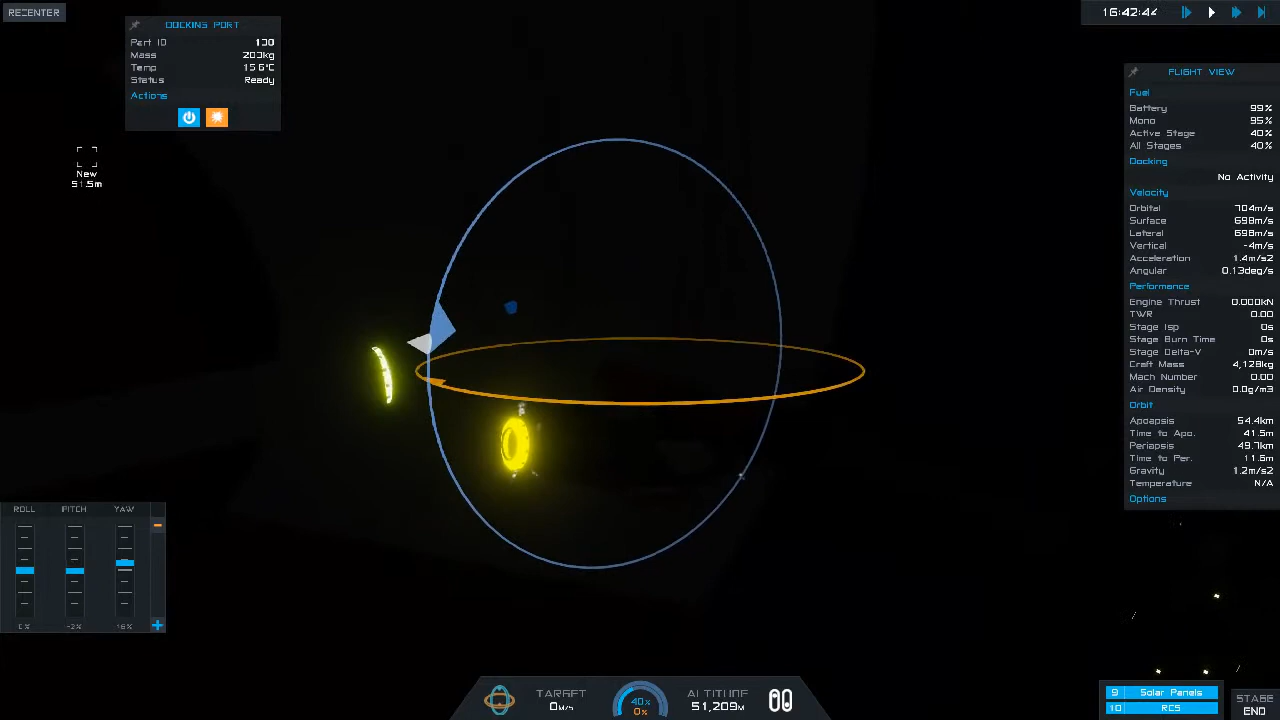 RECENTER
DOCKING PORT
Part ID 130
Mass 200kg
Temp 156°C
Status Ready
Actions
New
51.5m
16:42:44
FLIGHT VIEW
Fuel
Battery 99%
Mono 95%
Active Stage 40%
All Stages 40%
Docking
No Activity
Velocity
Orbital 704m/s
Surface 698m/s
Lateral 698m/s
Vertical -4m/s
Acceleration 1.4m/s2
Angular 0.13deg/s
Performance
Engine Thrust 0.000kN
TWR 0.00
Stage Isp 0s
Stage Burn Time 0s
Stage Delta-V 0m/s
Craft Mass 4,129kg
Mach Number 0.00
Air Density 0.0g/m3
Orbit
Apoapsis 54.4km
Time to Apo. 41.5m
Periapsis 49.7km
Time to Per. 11.5m
Gravity 1.2m/s2
Temperature N/A
Options
ROLL PITCH YAW
0% -2% 16%
TARGET
0M/S
40%
0%
ALTITUDE
51,209M
9 Solar Panels
10 RCS
STAGE
END